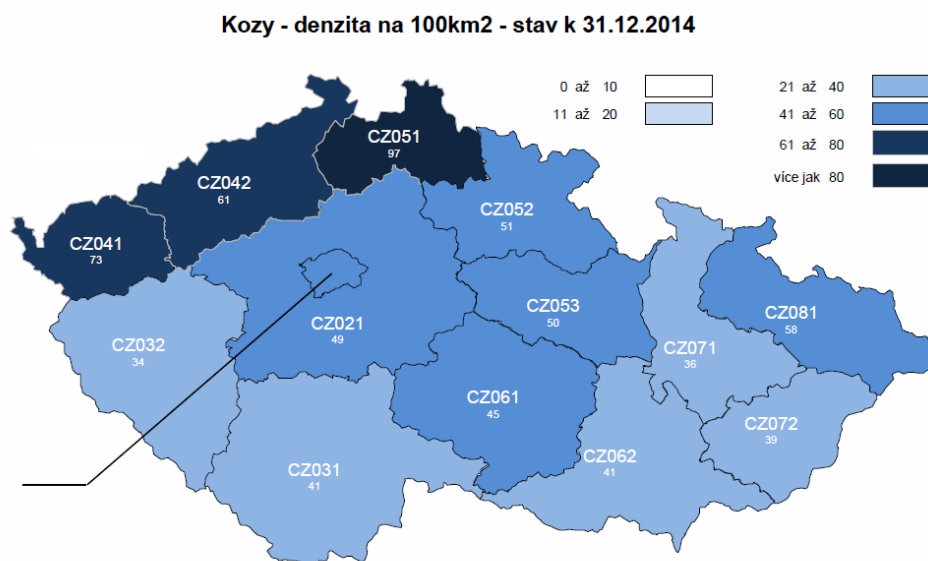 Kozy - denzita na 100km2 - stav k 31.12.2014
0 až 10
11 až 20
21 až 40
41 až 60
61 až 80
více jak 80
CZ051
97
CZ042
61
CZ052
51
CZ041
73
CZ053
50
CZ081
58
CZ021
49
CZ032
34
CZ071
36
CZ061
45
CZ072
39
CZ062
41
CZ031
41